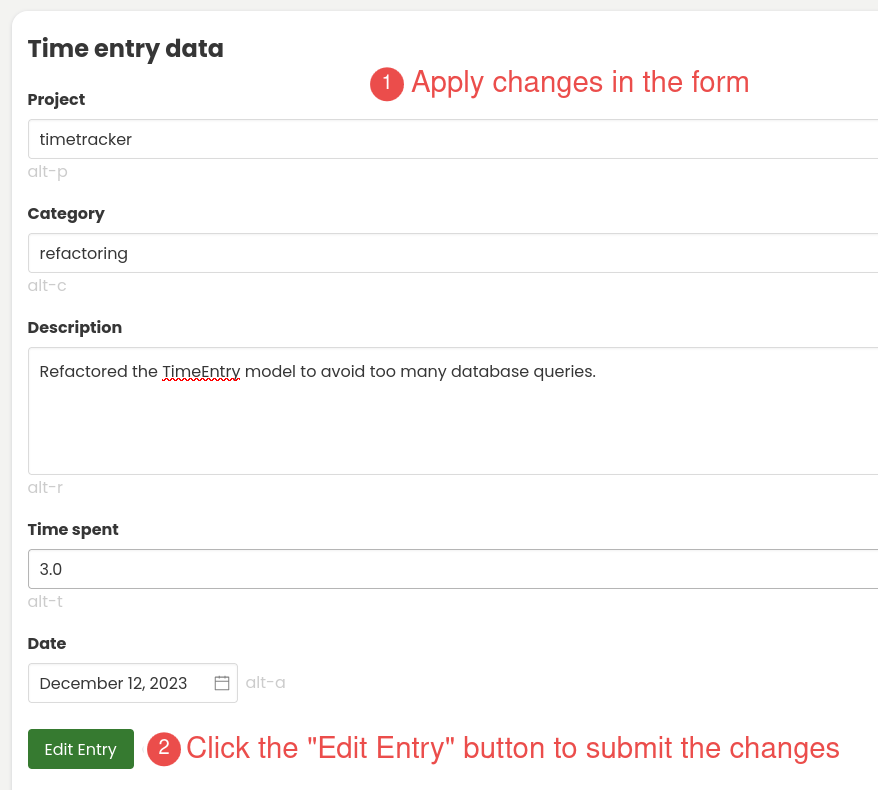 Time entry data
1 Apply changes in the form
Project
timetracker
alt-p
Category
refactoring
alt-c
Description
Refactored the TimeEntry model to avoid too many database queries.
alt-r
Time spent
3.0
alt-t
Date
December 12, 2023 alt-a
Edit Entry 2 Click the "Edit Entry" button to submit the changes